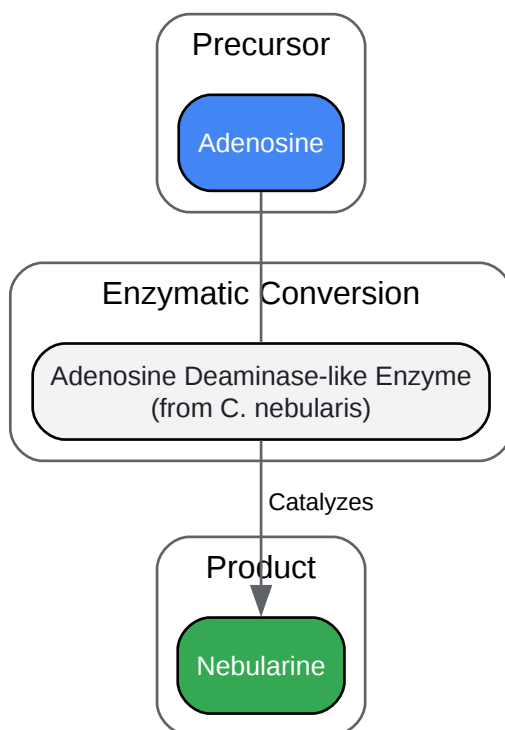 Precursor
Adenosine
Enzymatic Conversion
Adenosine Deaminase-like Enzyme
(from C. nebularis)
Catalyzes
Product
Nebularine